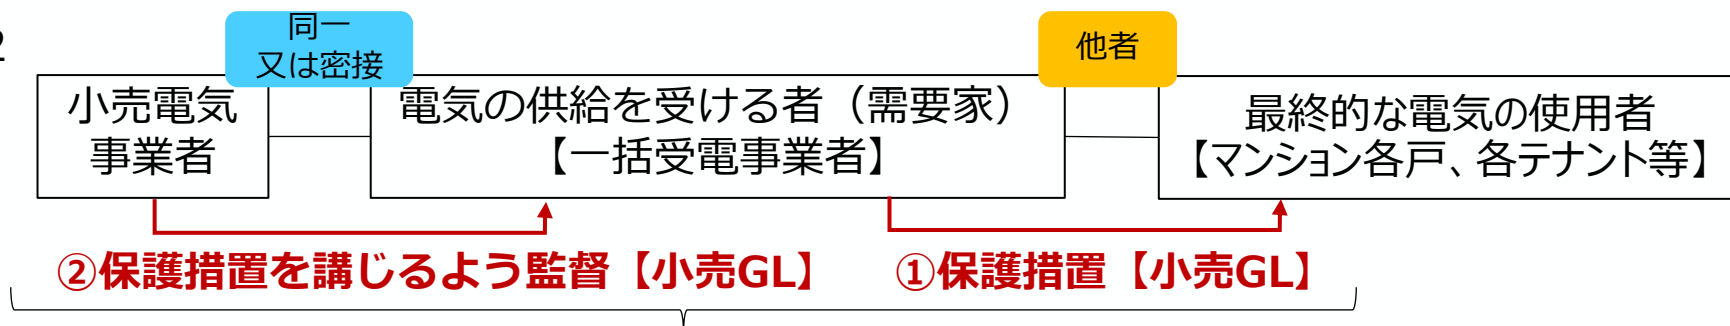 2
同一
又は密接
他者
小売電気
事業者
電気の供給を受ける者（需要家）
【一括受電事業者】
最終的な電気の使用者
【マンション各戸、各テナント等】
②保護措置を講じるよう監督【小売GL】
①保護措置【小売GL】